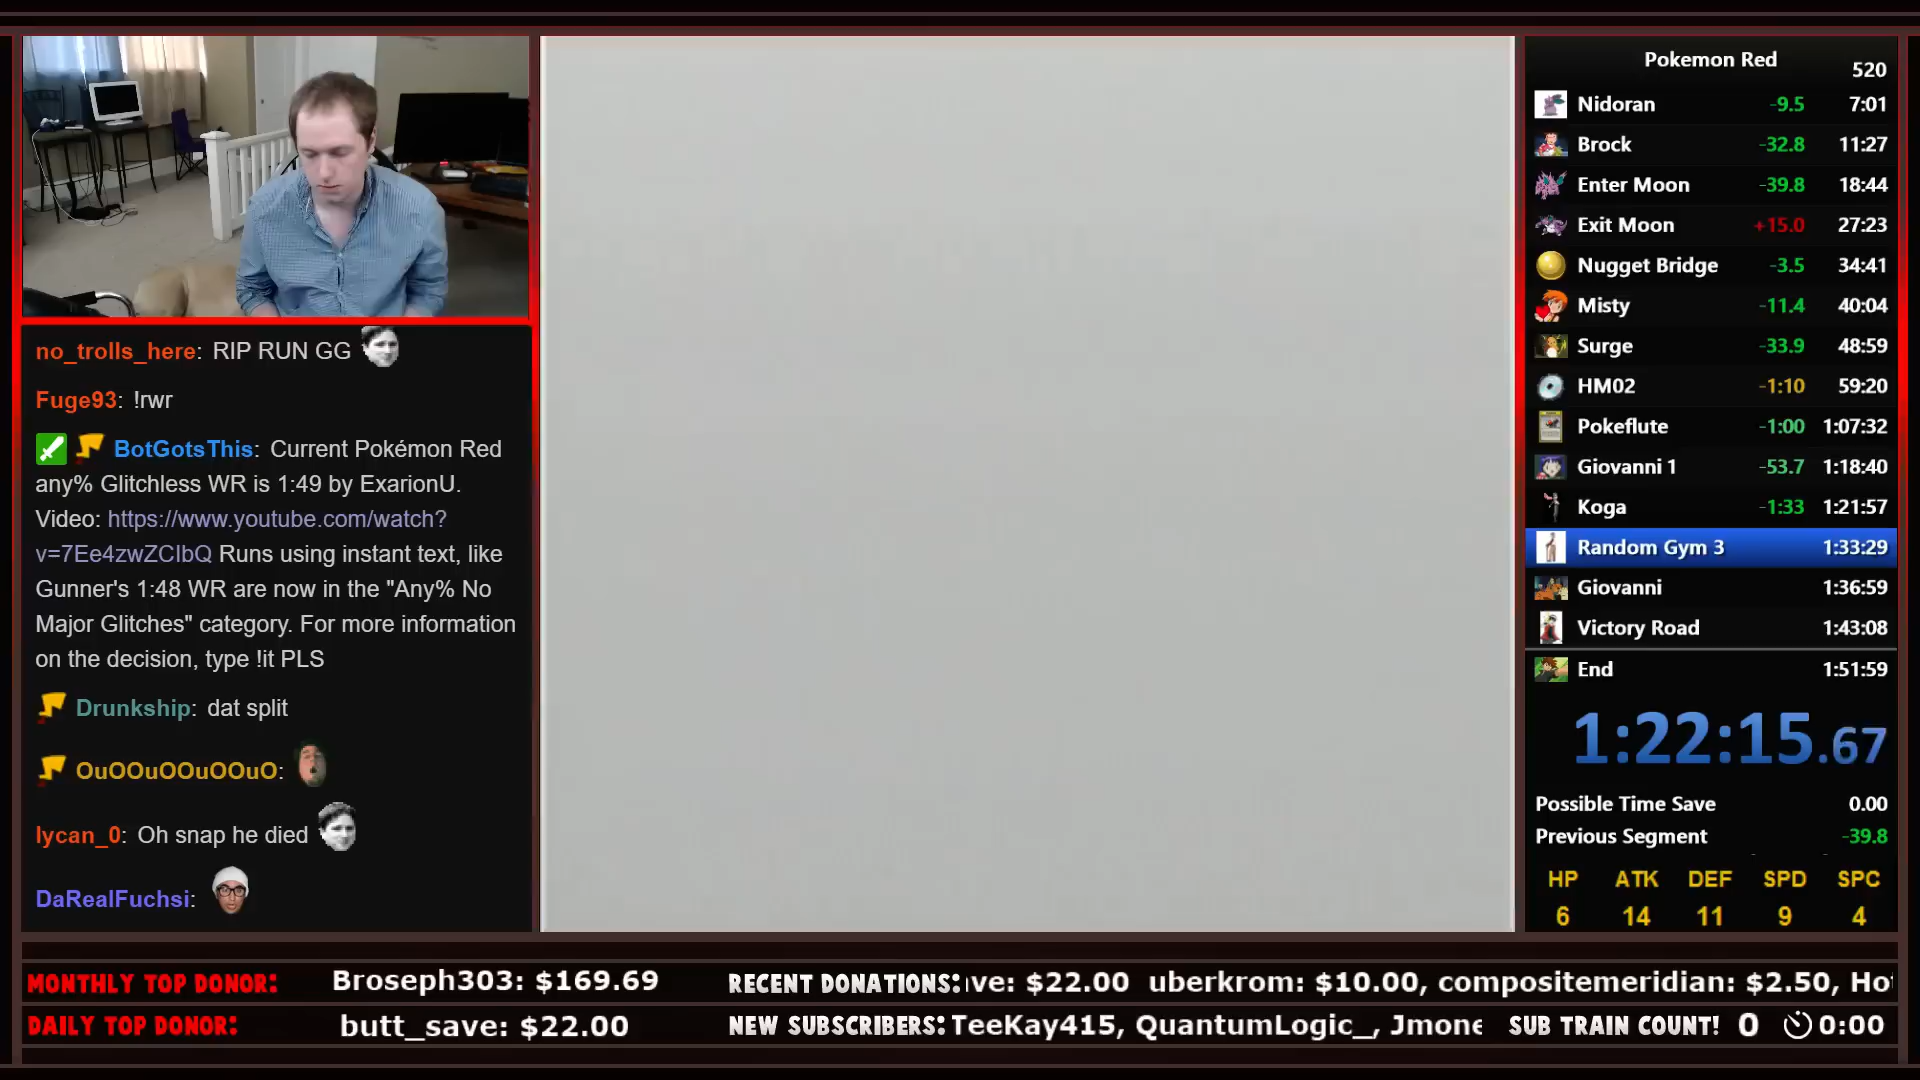 no_trolls_here: RIP RUN GG
Fuge93: !rwr
BotGotsThis: Current Pokémon Red
any% Glitchless WR is 1:49 by ExarionU.
Video: https://www.youtube.com/watch?
v=7Ee4zwZCIbQ Runs using instant text, like
Gunner's 1:48 WR are now in the "Any% No
Major Glitches" category. For more information
on the decision, type !it PLS
Drunkship: dat split
OuOOuOOuOOuO:
lycan_0: Oh snap he died
DaRealFuchsi:
Pokemon Red
520
Nidoran -9.5 7:01
Brock -32.8 11:27
Enter Moon -39.8 18:44
Exit Moon +15.0 27:23
Nugget Bridge -3.5 34:41
Misty -11.4 40:04
Surge -33.9 48:59
HM02 -1:10 59:20
Pokeflute -1:00 1:07:32
Giovanni 1 -53.7 1:18:40
Koga -1:33 1:21:57
Random Gym 3 1:33:29
Giovanni 1:36:59
Victory Road 1:43:08
End 1:51:59
1:22:15.67
Possible Time Save 0.00
Previous Segment -39.8
HP ATK DEF SPD SPC
6 14 11 9 4
MONTHLY TOP DONOR: Broseph303: $169.69
RECENT DONATIONS: ve: $22.00 uberkrom: $10.00, compositemeridian: $2.50, Ho
DAILY TOP DONOR: butt_save: $22.00
NEW SUBSCRIBERS: TeeKay415, QuantumLogic_, Jmone
SUB TRAIN COUNT! 0 0:00